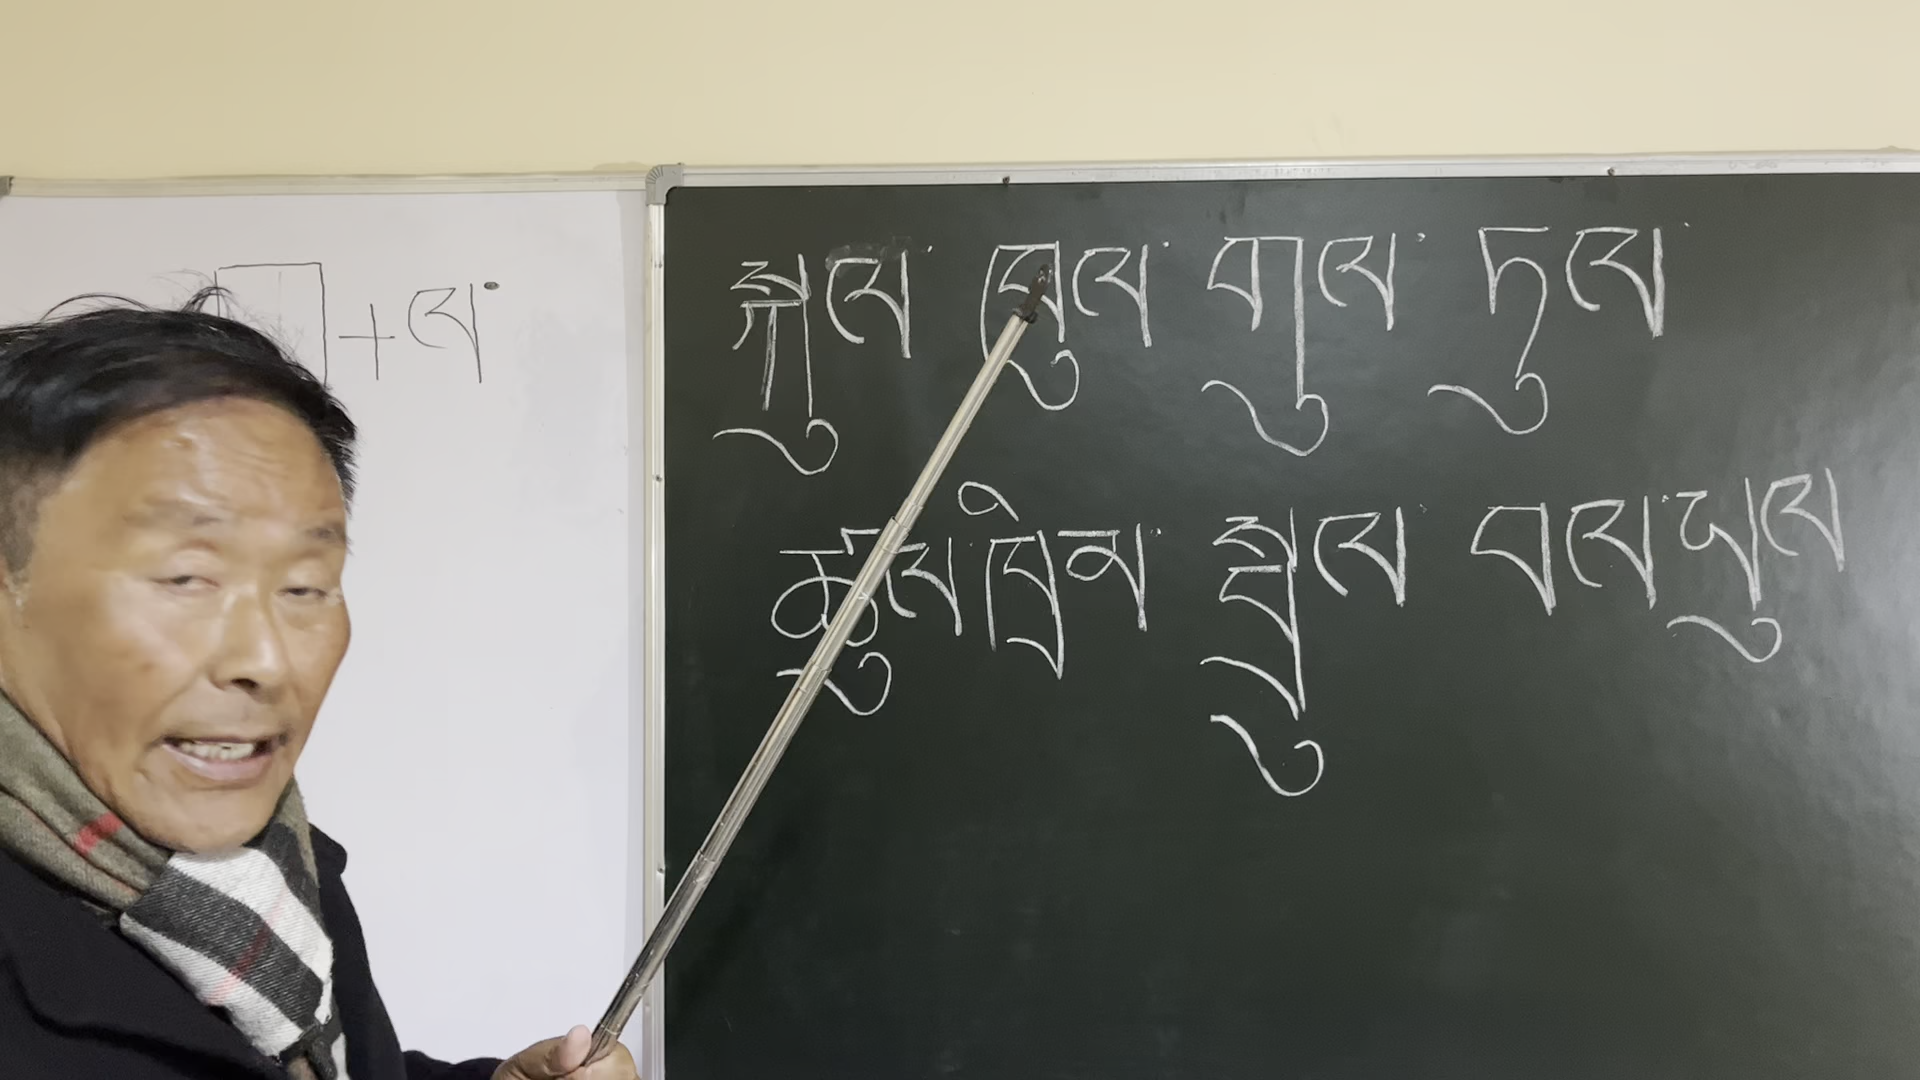 +ལ་
སྐུལ་ ཁུལ་ གུལ་ ཏུལ
ཚུལ་ཁྲིམ་ སྤྲུལ་ བལ་ཡུལ